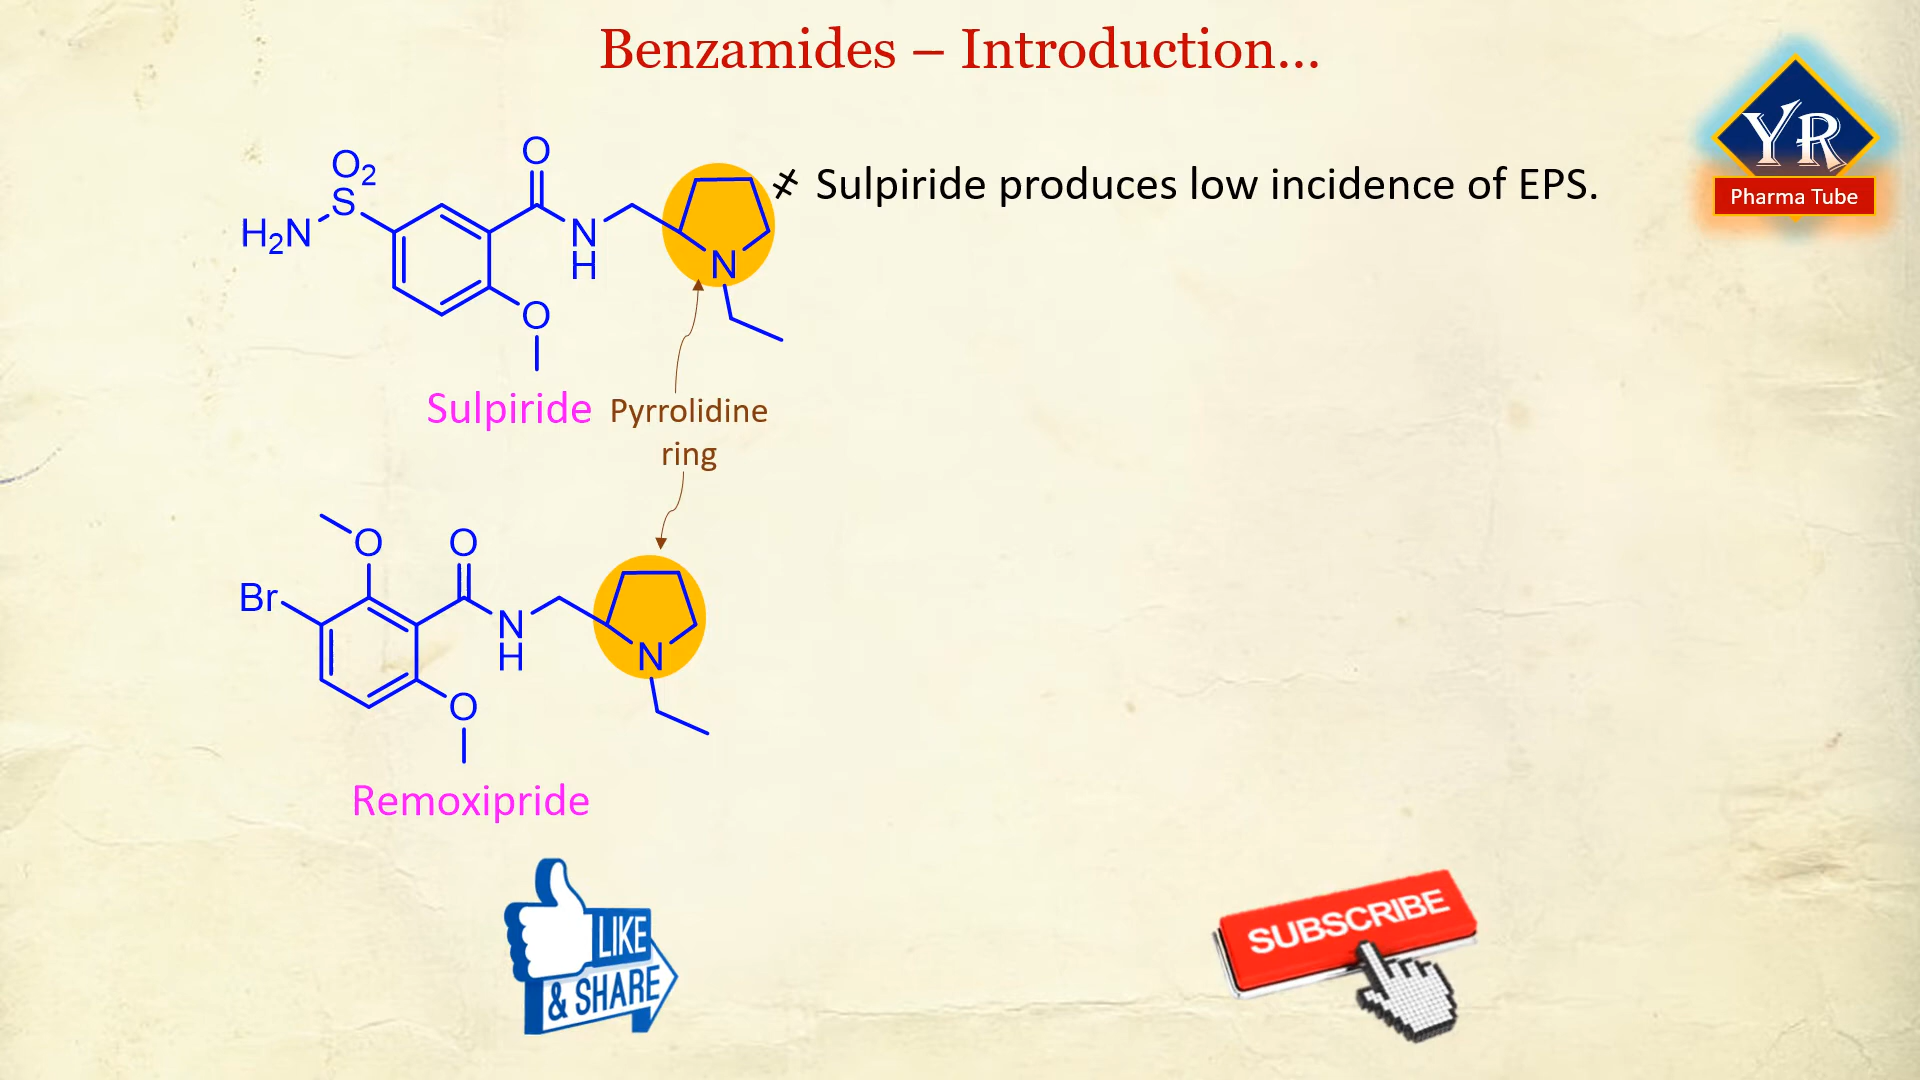 Benzamides – Introduction...
YR
Pharma Tube
Sulpiride produces low incidence of EPS.
O
O2
S
H2N
N
H
N
O
Sulpiride
Pyrrolidine
ring
O
O
Br
N
H
N
O
Remoxipride
LIKE
& SHARE
SUBSCRIBE